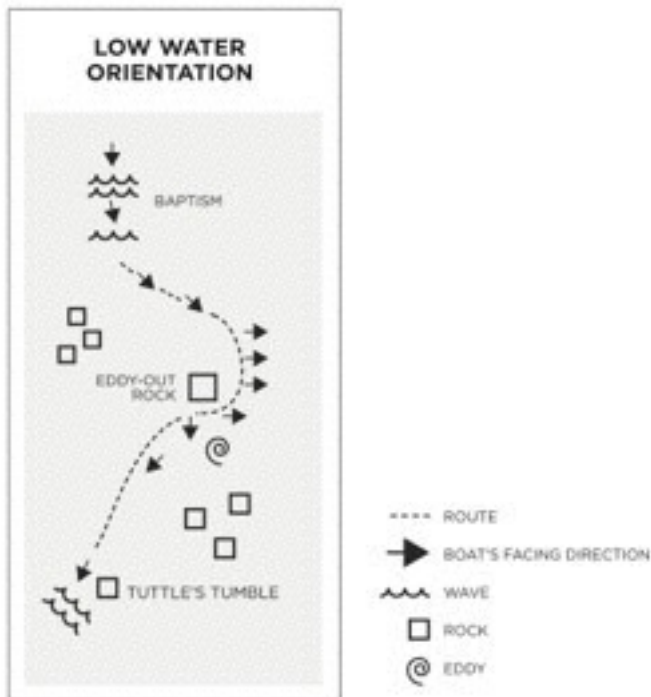 LOW WATER
ORIENTATION
BAPTISM
EDDY-OUT
ROCK
TUTTLE'S TUMBLE
ROUTE
BOAT'S FACING DIRECTION
WAVE
ROCK
EDDY